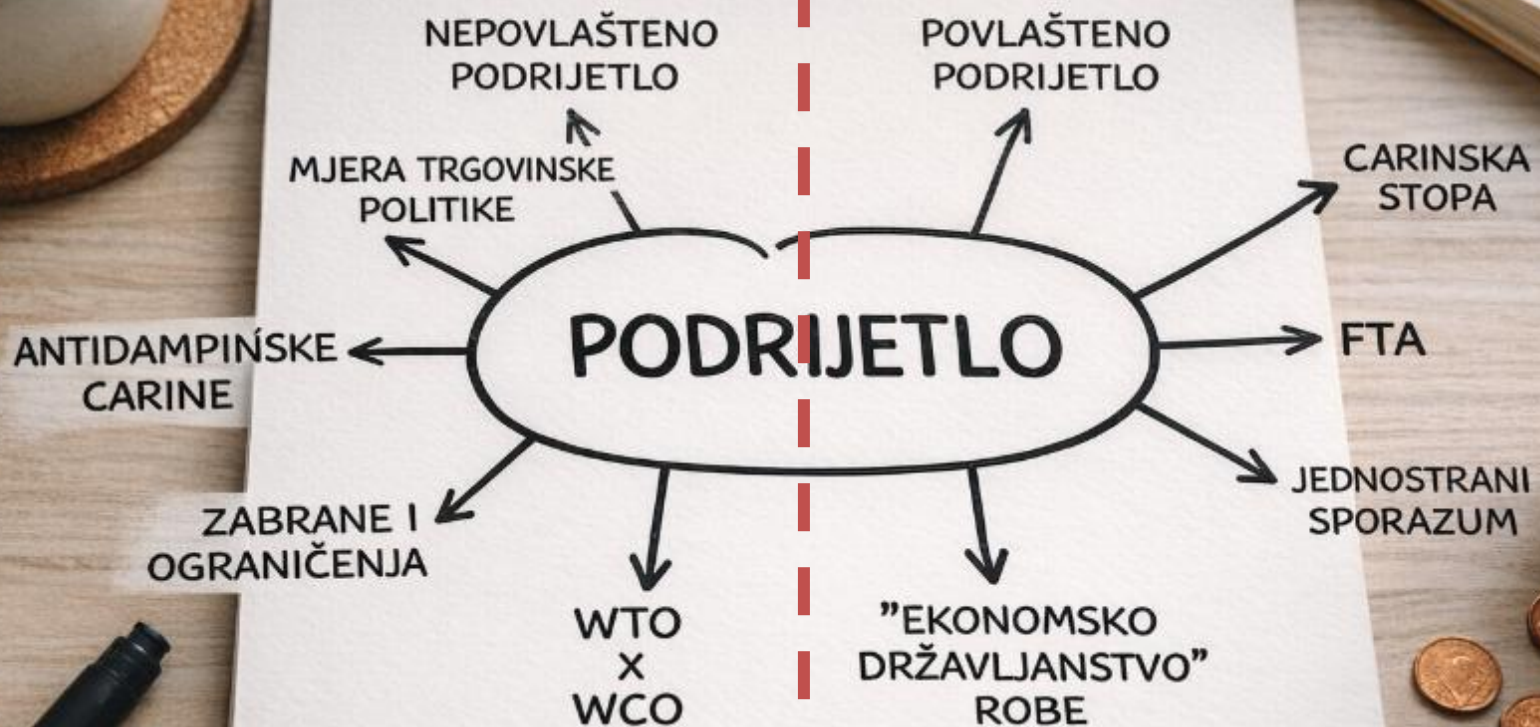 NEPOVLAŠTENO
PODRIJETLO
POVLAŠTENO
PODRIJETLO
MJERA TRGOVINSKE
POLITIKE
CARINSKA
STOPA
PODRIJETLO
ANTIDAMPINŚKE
CARINE
FTA
ZABRANE I
OGRANIČENJA
JEDNOSTRANI
SPORAZUM
WTO
X
WCO
”EKONOMSKO
DRŽAVLJANSTVO”
ROBE